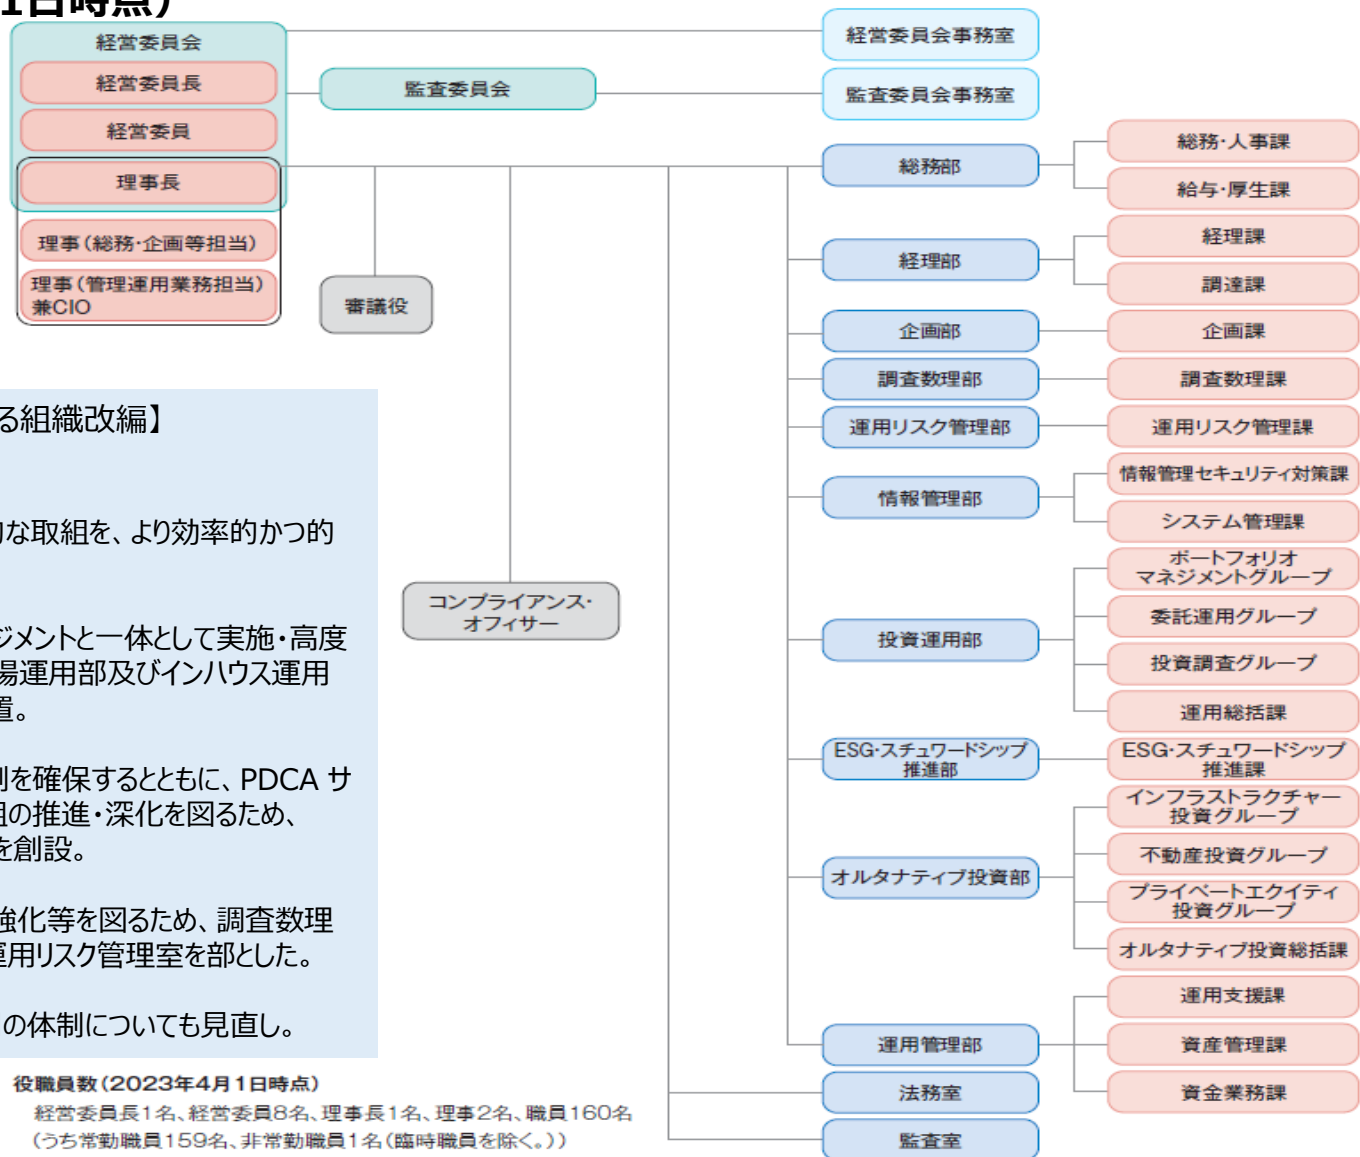 1日時点）
経営委員会
経営委員長
経営委員
理事長
理事（総務・企画等担当）
理事（管理運用業務担当）
兼CIO
監査委員会
審議役
コンプライアンス・
オフィサー
経営委員会事務室
監査委員会事務室
総務部
総務・人事課
給与・厚生課
経理部
経理課
調達課
企画部
企画課
調査数理部
調査数理課
運用リスク管理部
運用リスク管理課
情報管理部
情報管理セキュリティ対策課
システム管理課
投資運用部
ポートフォリオ
マネジメントグループ
委託運用グループ
投資調査グループ
運用総括課
ESG・スチュワードシップ
推進部
ESG・スチュワードシップ
推進課
オルタナティブ投資部
インフラストラクチャー
投資グループ
不動産投資グループ
プライベートエクイティ
投資グループ
オルタナティブ投資総括課
運用管理部
運用支援課
資産管理課
資金業務課
法務室
監査室
る組織改編】
的な取組を、より効率的かつ的
ジメントと一体として実施・高度
場運用部及びインハウス運用
置。
制を確保するとともに、PDCA サ
組の推進・深化を図るため、
を創設。
強化等を図るため、調査数理
運用リスク管理室を部とした。
の体制についても見直し。
役職員数（2023年4月1日時点）
経営委員長1名、経営委員8名、理事長1名、理事2名、職員160名
（うち常勤職員159名、非常勤職員1名（臨時職員を除く。））